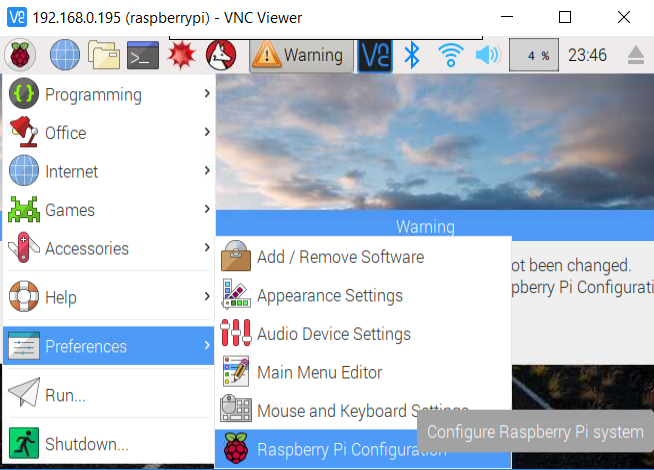 192.168.0.195 (raspberrypi) - VNC Viewer
Warning
4 %
23:46
Programming
Office
Internet
Games
Accessories
Help
Preferences
Run...
Shutdown...
Warning
ot been changed.
pberry Pi Configurati
Add / Remove Software
Appearance Settings
Audio Device Settings
Main Menu Editor
Mouse and Keyboard Settings
Raspberry Pi Configuration
Configure Raspberry Pi system